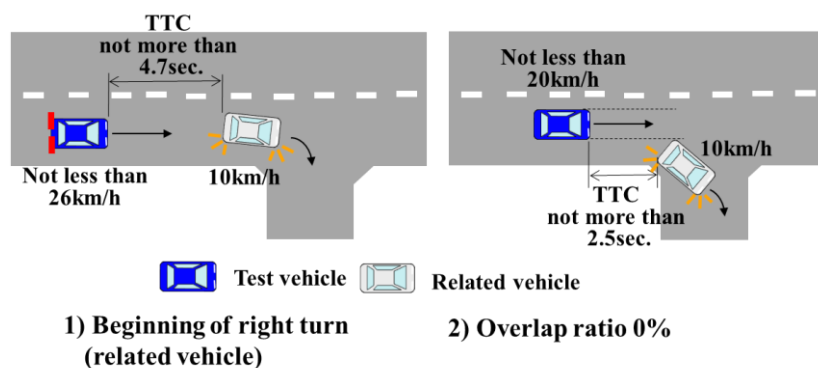 TTC
not more than
4.7sec.
Not less than
26km/h
10km/h
Not less than
20km/h
10km/h
TTC
not more than
2.5sec.
Test vehicle
Related vehicle
1) Beginning of right turn
(related vehicle)
2) Overlap ratio 0%